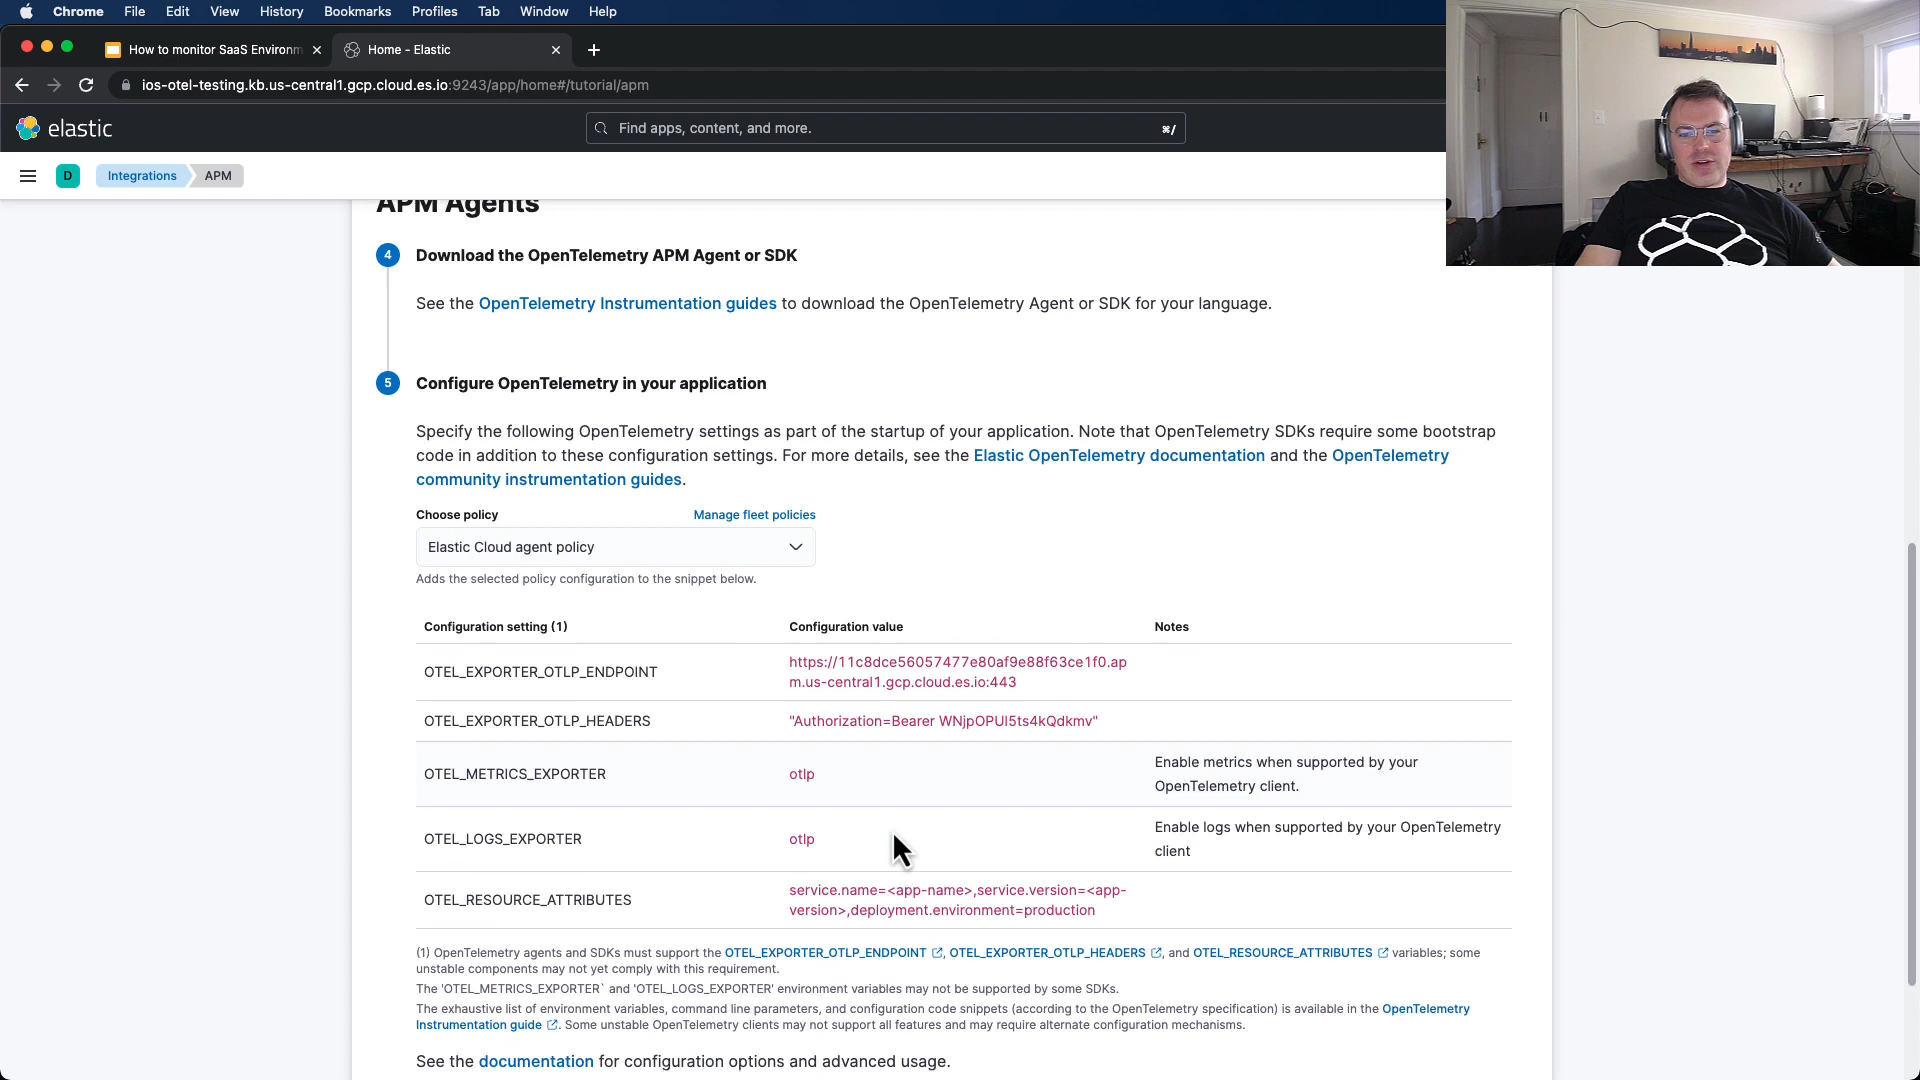 Chrome File Edit View History Bookmarks Profiles Tab Window Help
How to monitor SaaS Environm
Home - Elastic
ios-otel-testing.kb.us-central1.gcp.cloud.es.io:9243/app/home#/tutorial/apm
elastic
Find apps, content, and more.
⌘/
D
Integrations
APM
APM Agents
4
Download the OpenTelemetry APM Agent or SDK
See the OpenTelemetry Instrumentation guides to download the OpenTelemetry Agent or SDK for your language.
5
Configure OpenTelemetry in your application
Specify the following OpenTelemetry settings as part of the startup of your application. Note that OpenTelemetry SDKs require some bootstrap
code in addition to these configuration settings. For more details, see the Elastic OpenTelemetry documentation and the OpenTelemetry
community instrumentation guides.
Choose policy
Manage fleet policies
Elastic Cloud agent policy
Adds the selected policy configuration to the snippet below.
Configuration setting (1)
Configuration value
Notes
OTEL_EXPORTER_OTLP_ENDPOINT
https://11c8dce56057477e80af9e88f63ce1f0.ap
m.us-central1.gcp.cloud.es.io:443
OTEL_EXPORTER_OTLP_HEADERS
"Authorization=Bearer WNjpOPUI5ts4kQdkmv"
OTEL_METRICS_EXPORTER
otlp
Enable metrics when supported by your
OpenTelemetry client.
OTEL_LOGS_EXPORTER
otlp
Enable logs when supported by your OpenTelemetry
client
OTEL_RESOURCE_ATTRIBUTES
service.name=<app-name>,service.version=<app-
version>,deployment.environment=production
(1) OpenTelemetry agents and SDKs must support the OTEL_EXPORTER_OTLP_ENDPOINT, OTEL_EXPORTER_OTLP_HEADERS, and OTEL_RESOURCE_ATTRIBUTES variables; some
unstable components may not yet comply with this requirement.
The 'OTEL_METRICS_EXPORTER` and 'OTEL_LOGS_EXPORTER' environment variables may not be supported by some SDKs.
The exhaustive list of environment variables, command line parameters, and configuration code snippets (according to the OpenTelemetry specification) is available in the OpenTelemetry
Instrumentation guide. Some unstable OpenTelemetry clients may not support all features and may require alternate configuration mechanisms.
See the documentation for configuration options and advanced usage.